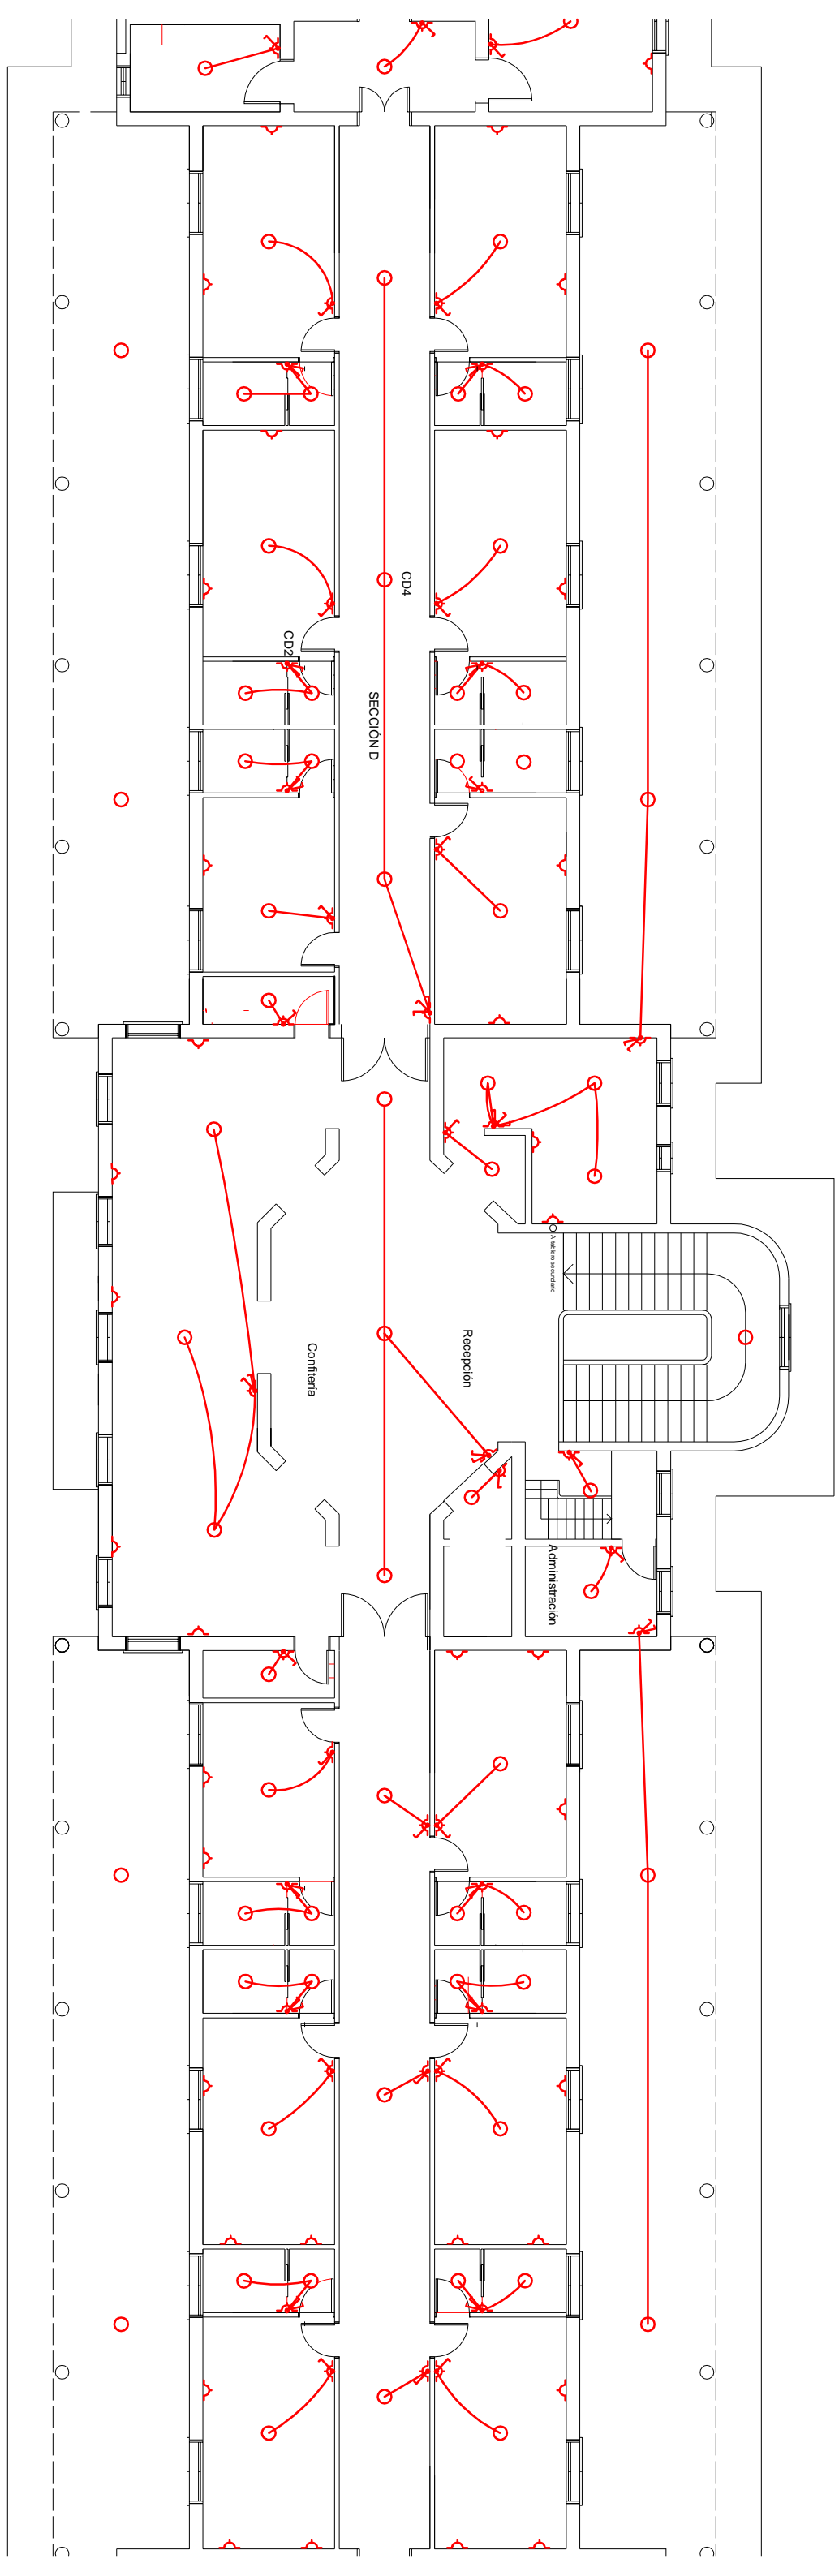 CD4
CD2
SECCIÓN D
A tablero secundario
Recepción
Confitería
Administración